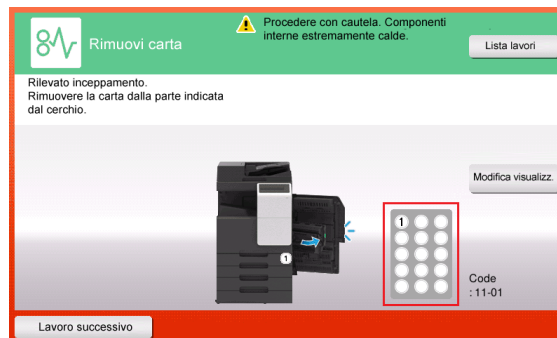 Rimuovi carta
Procedere con cautela. Componenti
interne estremamente calde.
Lista lavori
Rilevato inceppamento.
Rimuovere la carta dalla parte indicata
dal cerchio.
Modifica visualizz.
1
1
Code
: 11-01
Lavoro successivo